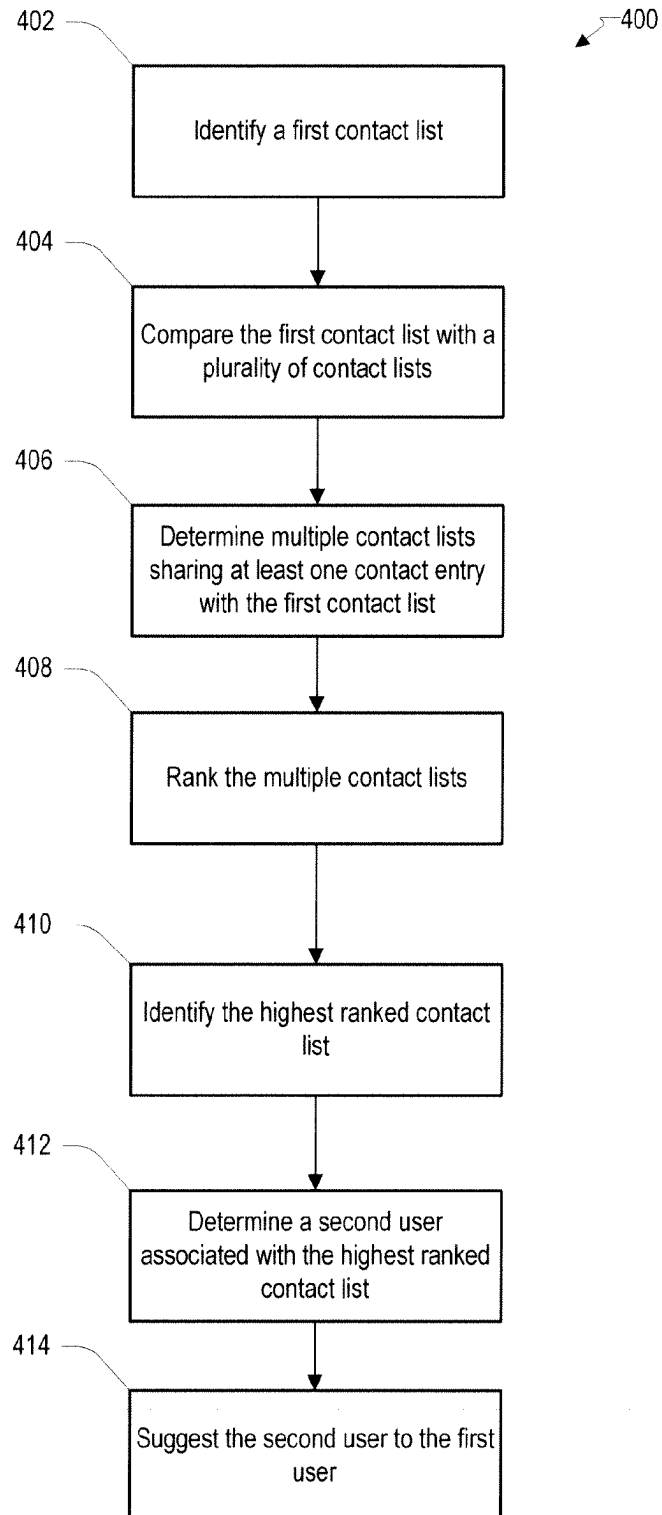 402
400
Identify a first contact list
404
Compare the first contact list with a
plurality of contact lists
406
Determine multiple contact lists
sharing at least one contact entry
with the first contact list
408
Rank the multiple contact lists
410
Identify the highest ranked contact
list
412
Determine a second user
associated with the highest ranked
contact list
414
Suggest the second user to the first
user